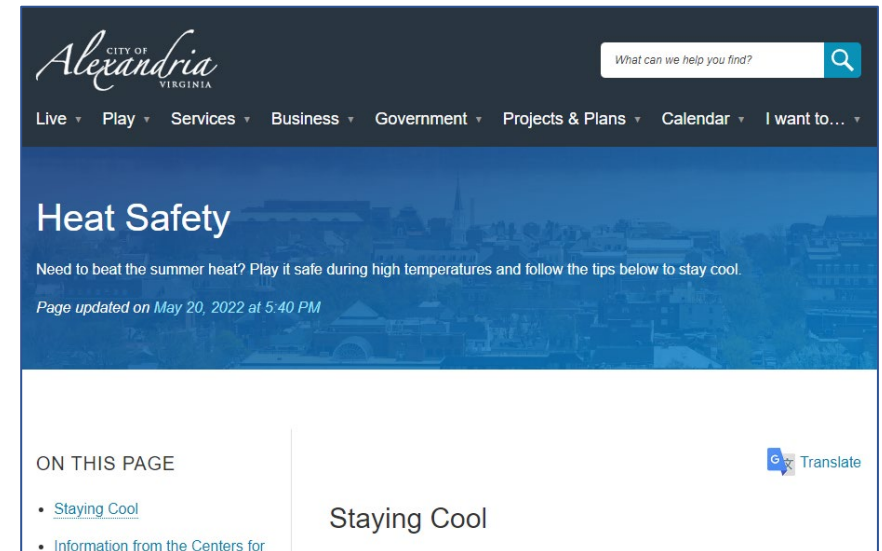 CITY OF
Alexandria
VIRGINIA
What can we help you find?
Live Play Services Business Government Projects & Plans Calendar I want to...
Heat Safety
Need to beat the summer heat? Play it safe during high temperatures and follow the tips below to stay cool.
Page updated on May 20, 2022 at 5:40 PM
ON THIS PAGE
G 文 Translate
• Staying Cool
Staying Cool
• Information from the Centers for